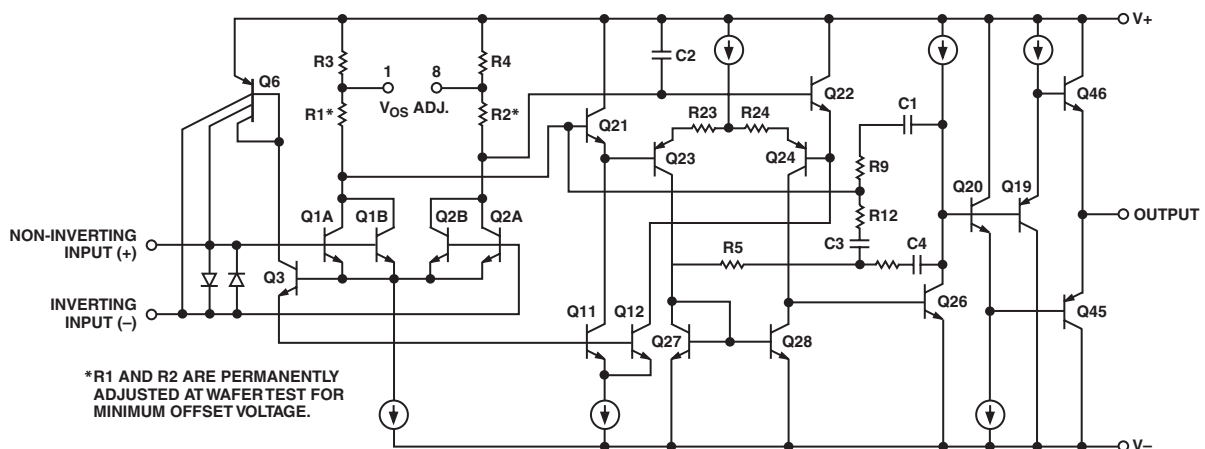 V+
R3
1
8
R4
C2
Q6
R1*
VOS ADJ.
R2*
Q22
Q46
R23
R24
C1
Q21
Q23
Q24
R9
Q20
Q19
Q1A
Q1B
Q2B
Q2A
R12
OUTPUT
NON-INVERTING
INPUT (+)
C3
C4
R5
Q3
Q26
INVERTING
INPUT (–)
Q11
Q12
Q27
Q28
Q45
*R1 AND R2 ARE PERMANENTLY
ADJUSTED AT WAFER TEST FOR
MINIMUM OFFSET VOLTAGE.
V–